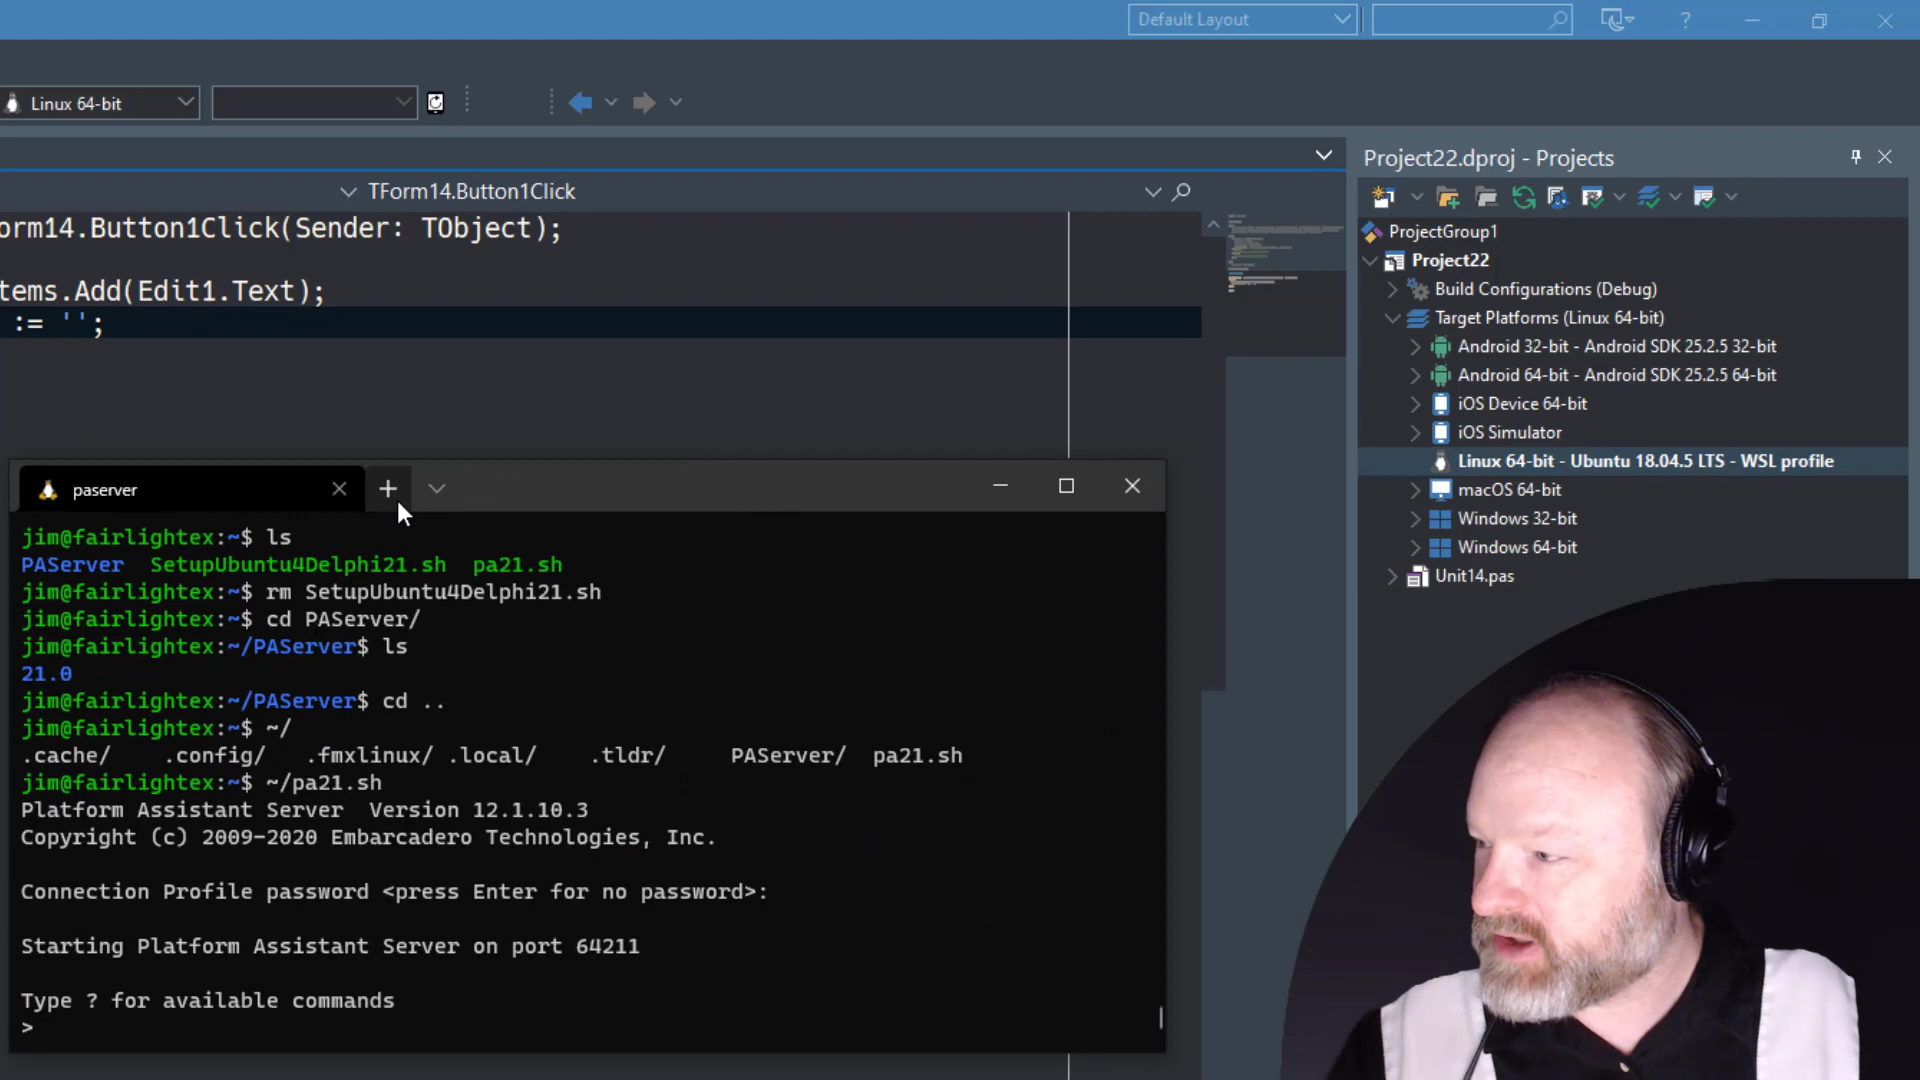 Default Layout
?
Linux 64-bit
TForm14.Button1Click
orm14.Button1Click(Sender: TObject);
tems.Add(Edit1.Text);
:= '';
Project22.dproj - Projects
ProjectGroup1
Project22
Build Configurations (Debug)
Target Platforms (Linux 64-bit)
Android 32-bit - Android SDK 25.2.5 32-bit
Android 64-bit - Android SDK 25.2.5 64-bit
iOS Device 64-bit
iOS Simulator
Linux 64-bit - Ubuntu 18.04.5 LTS - WSL profile
macOS 64-bit
Windows 32-bit
Windows 64-bit
Unit14.pas
paserver
jim@fairlightex:~$ ls
PAServer SetupUbuntu4Delphi21.sh pa21.sh
jim@fairlightex:~$ rm SetupUbuntu4Delphi21.sh
jim@fairlightex:~$ cd PAServer/
jim@fairlightex:~/PAServer$ ls
21.0
jim@fairlightex:~/PAServer$ cd ..
jim@fairlightex:~$ ~/
.cache/ .config/ .fmxlinux/ .local/ .tldr/ PAServer/ pa21.sh
jim@fairlightex:~$ ~/pa21.sh
Platform Assistant Server Version 12.1.10.3
Copyright (c) 2009-2020 Embarcadero Technologies, Inc.
Connection Profile password <press Enter for no password>:
Starting Platform Assistant Server on port 64211
Type ? for available commands
>